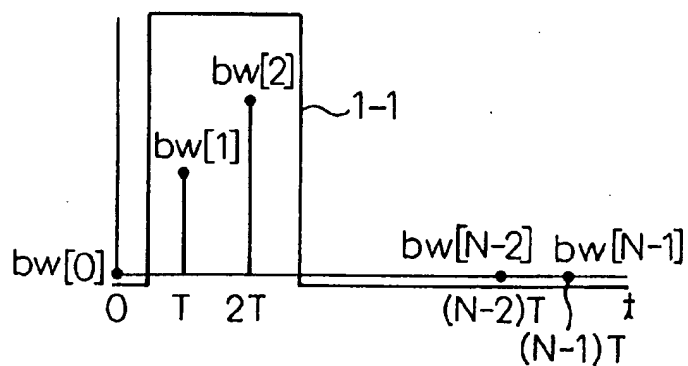 bw[2]
1-1
bw[1]
bw[N-2] bw[N-1]
bw[0]
0 T 2T (N-2)T t
(N-1)T